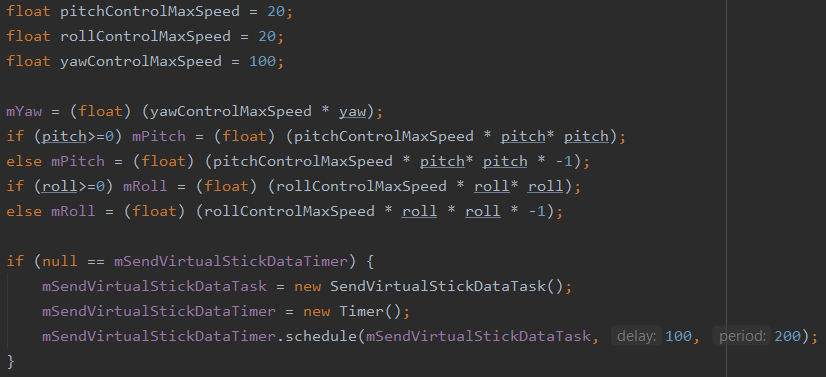 float pitchControlMaxSpeed = 20;
float rollControlMaxSpeed = 20;
float yawControlMaxSpeed = 100;
mYaw = (float) (yawControlMaxSpeed * yaw);
if (pitch>=0) mPitch = (float) (pitchControlMaxSpeed * pitch* pitch);
else mPitch = (float) (pitchControlMaxSpeed * pitch* pitch * -1);
if (roll>=0) mRoll = (float) (rollControlMaxSpeed * roll* roll);
else mRoll = (float) (rollControlMaxSpeed * roll * roll * -1);
if (null == mSendVirtualStickDataTimer) {
mSendVirtualStickDataTask = new SendVirtualStickDataTask();
mSendVirtualStickDataTimer = new Timer();
mSendVirtualStickDataTimer.schedule(mSendVirtualStickDataTask, delay: 100, period: 200);
}